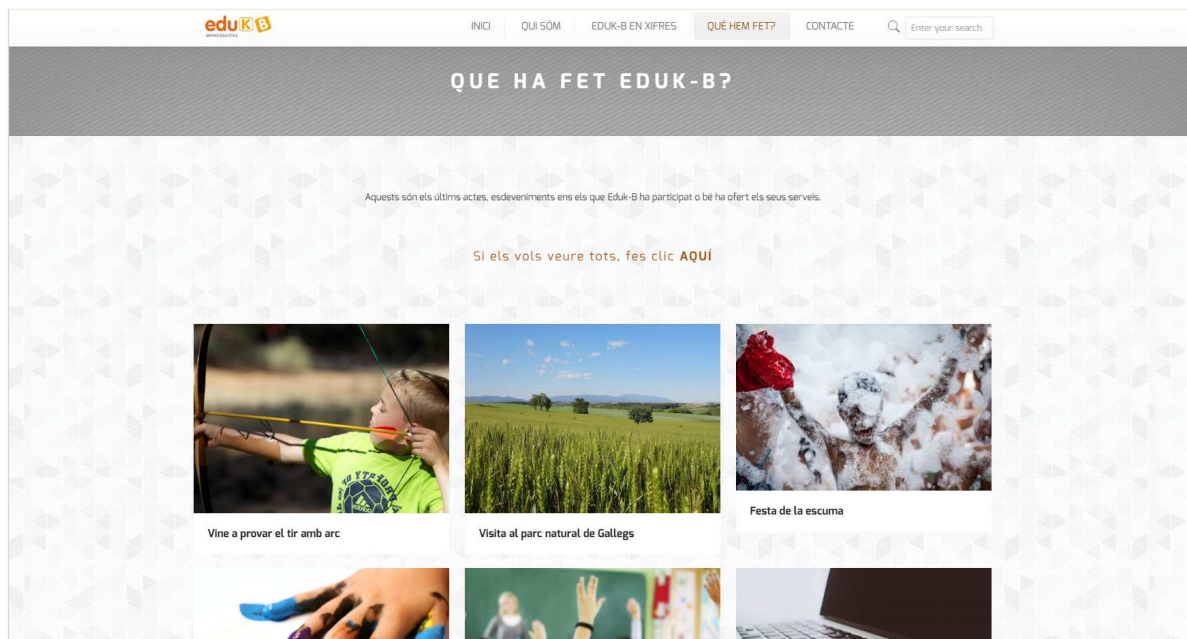 eduKB
INICI
QUI SÓM
EDUK-B EN XIFRES
QUÈ HEM FET?
CONTACTE
Enter your search
QUE HA FET EDUK-B?
Aquests són els últims actes, esdeveniments ens els que Eduk-B ha participat o bé ha ofert els seus serveis.
Si els vols veure tots, fes clic AQUÍ
Vine a provar el tir amb arc
Visita al parc natural de Gallegs
Festa de la escuma